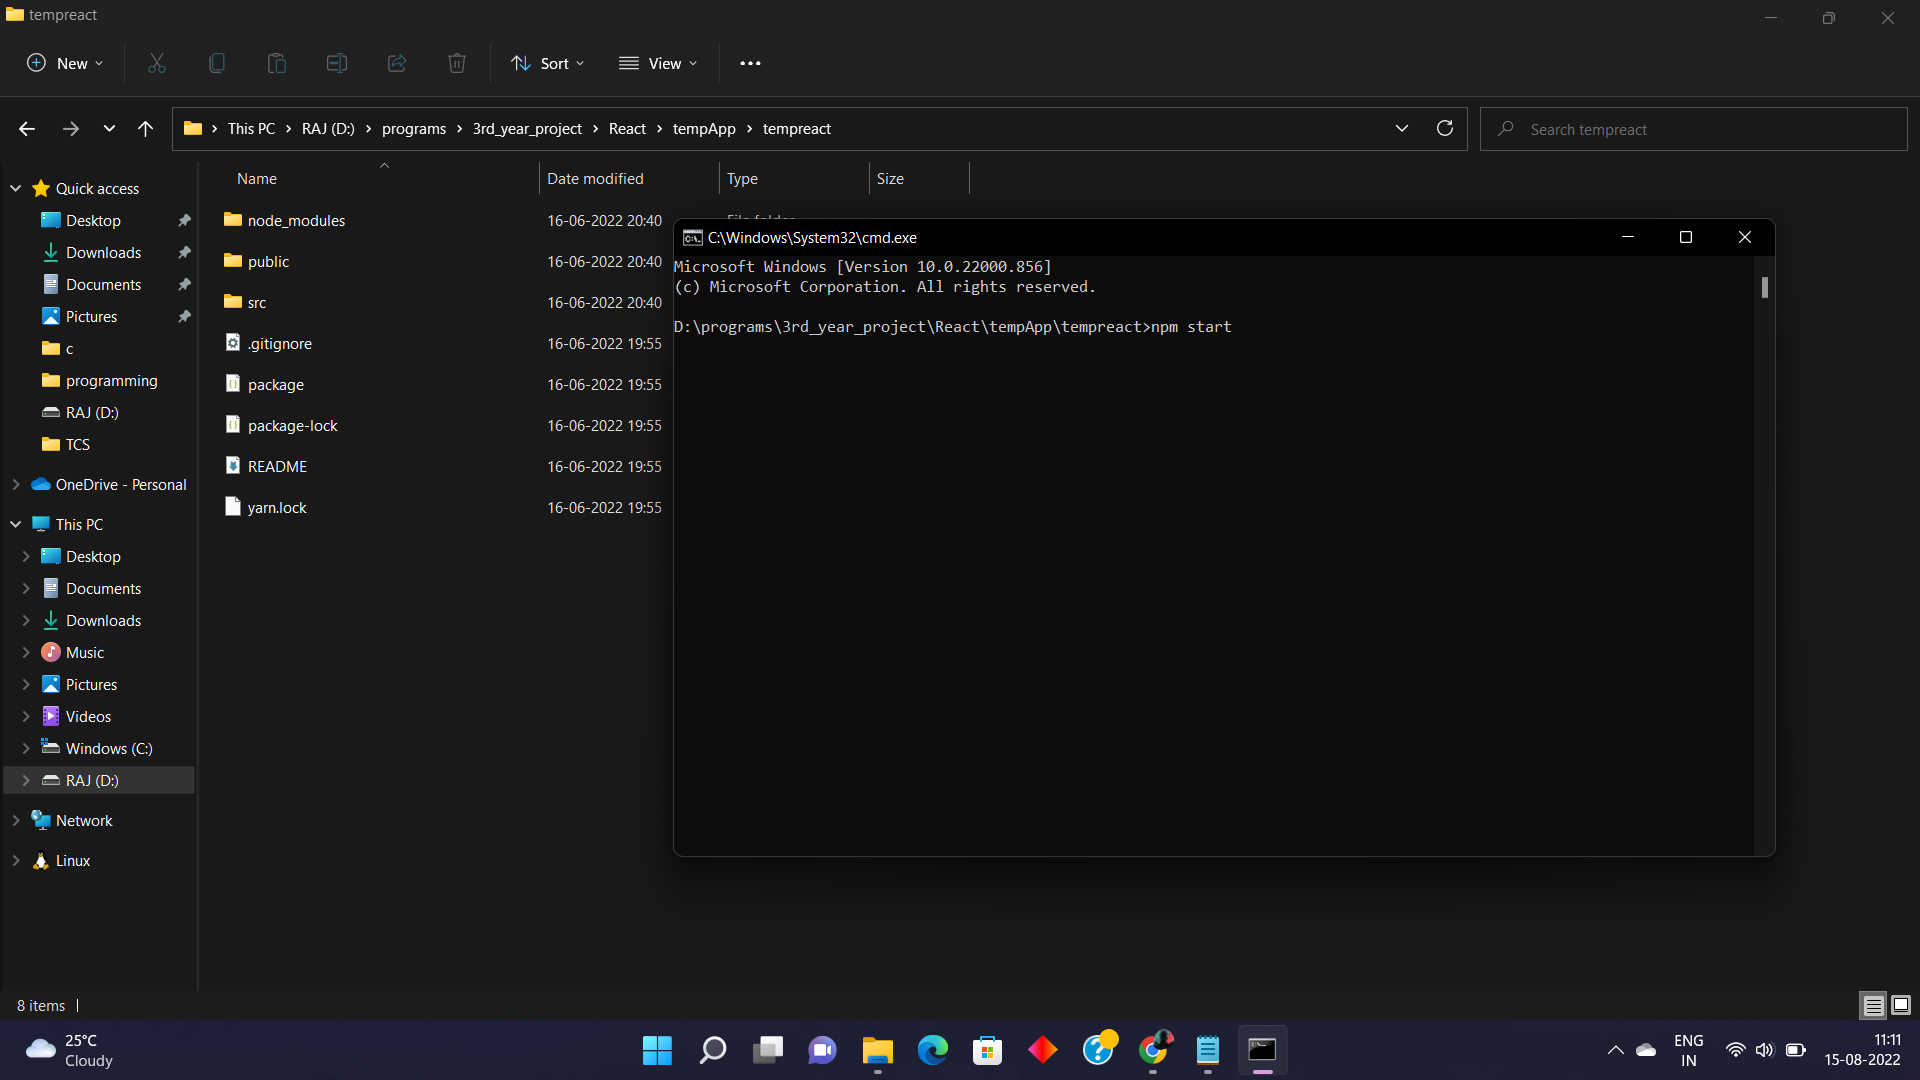 tempreact
New
Sort
View
This PC
RAJ (D:)
programs
3rd_year_project
React
tempApp
tempreact
Search tempreact
Name
Date modified
Type
Size
Quick access
Desktop
Downloads
Documents
Pictures
c
programming
RAJ (D:)
TCS
OneDrive - Personal
This PC
Desktop
Documents
Downloads
Music
Pictures
Videos
Windows (C:)
RAJ (D:)
Network
Linux
node_modules 16-06-2022 20:40 File folder
public 16-06-2022 20:40
src 16-06-2022 20:40
.gitignore 16-06-2022 19:55
package 16-06-2022 19:55
package-lock 16-06-2022 19:55
README 16-06-2022 19:55
yarn.lock 16-06-2022 19:55
C:\Windows\System32\cmd.exe
Microsoft Windows [Version 10.0.22000.856]
(c) Microsoft Corporation. All rights reserved.
D:\programs\3rd_year_project\React\tempApp\tempreact>npm start
8 items
25°C
Cloudy
ENG
IN
11:11
15-08-2022